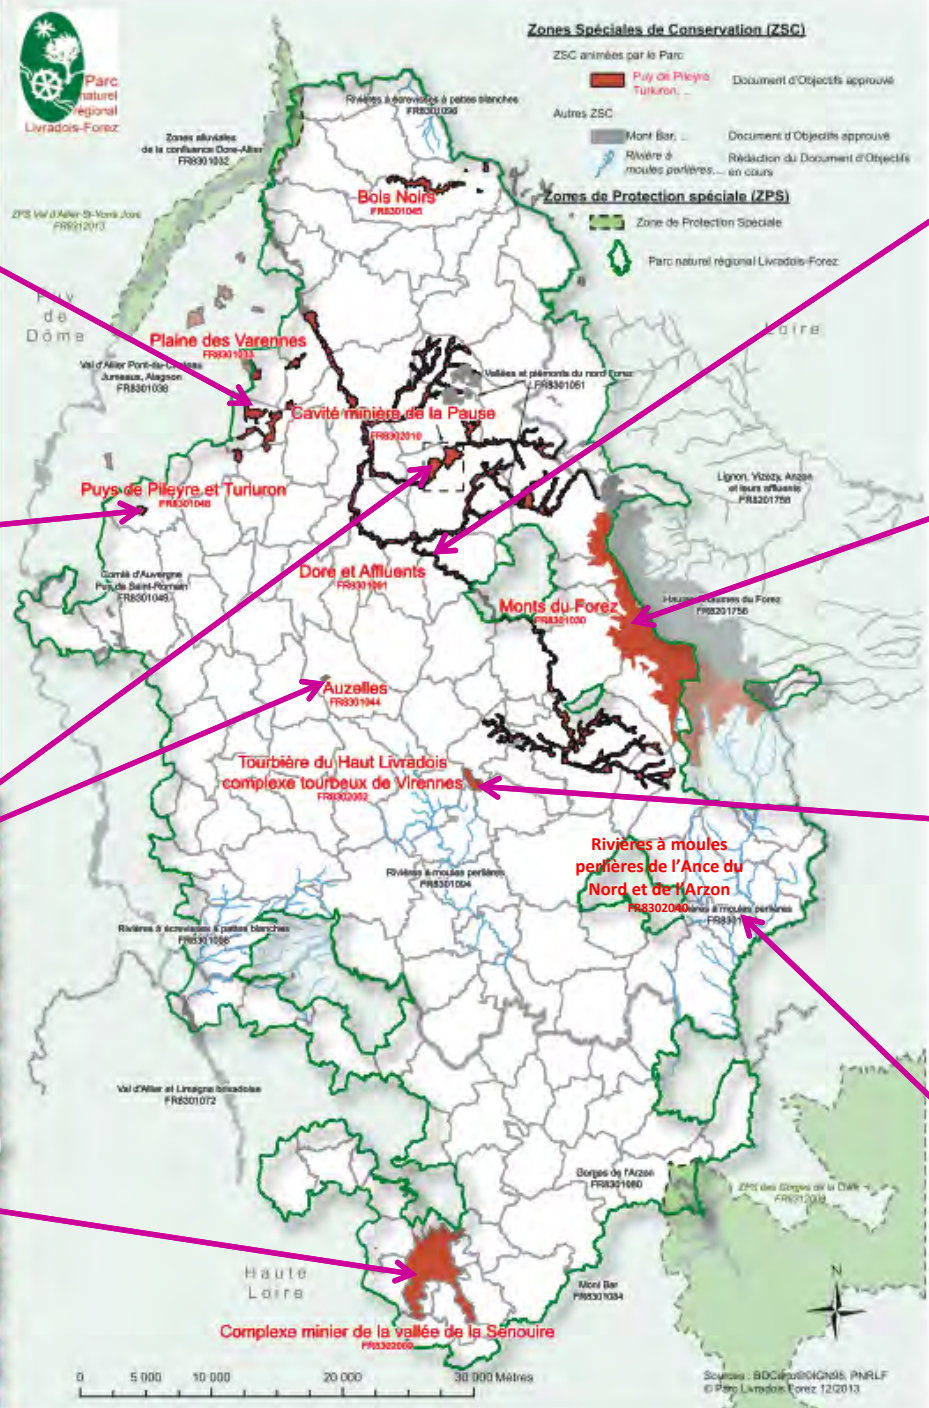 Parc
naturel
régional
Livradois-Forez
Zones Spéciales de Conservation (ZSC)
ZSC animées par le Parc
Puy de Pileyre
Turluron, ...
Document d'Objectifs approuvé
Autres ZSC
Mont Bar, ...
Document d'Objectifs approuvé
Rivière à
moules perlières,...
Rédaction du Document d'Objectifs
en cours
Zones de Protection spéciale (ZPS)
Zone de Protection Spéciale
Parc naturel régional Livradois-Forez
Rivières à écrevisses à pattes blanches
FR8301096
Zones alluviales
de la confluence Dore-Allier
FR8301032
Bois Noirs
FR8301045
ZPS Val d'Allier St-Yorre Joze
FR8312013
Puy
de
Dôme
Loire
Plaine des Varennes
FR8301033
Val d'Allier Pont-du-Château
Jumeaux, Alagnon
FR8301038
Vallées et piémonts du nord Forez
FR8301051
Cavité minière de la Pause
FR8302010
Lignon, Vizezy, Anzon
et leurs affluents
FR8201758
Puys de Pileyre et Turluron
FR8301048
Dore et Affluents
FR8301091
Comté d'Auvergne
Puy de Saint-Romain
FR8301049
Monts du Forez
FR8301030
Hautes Chaumes du Forez
FR8201756
Auzelles
FR8301044
Tourbière du Haut Livradois
complexe tourbeux de Virennes
FR8302002
Rivières à moules
perlières de l'Ance du
Nord et de l'Arzon
FR8302040
Rivières à moules perlières
FR8301094
à moules perlières
Rivières à écrevisses à pattes blanches
FR8301096
Val d'Allier et Limagne brivadoise
FR8301072
Gorges de l'Arzon
FR8301080
ZPS des Gorges de la Loire
FR8312009
Haute
Loire
Mont Bar
FR8301084
N
Complexe minier de la vallée de la Senouire
FR8302009
0 5 000 10 000 20 000 30 000 Mètres
© Parc Livradois Forez 12/2013